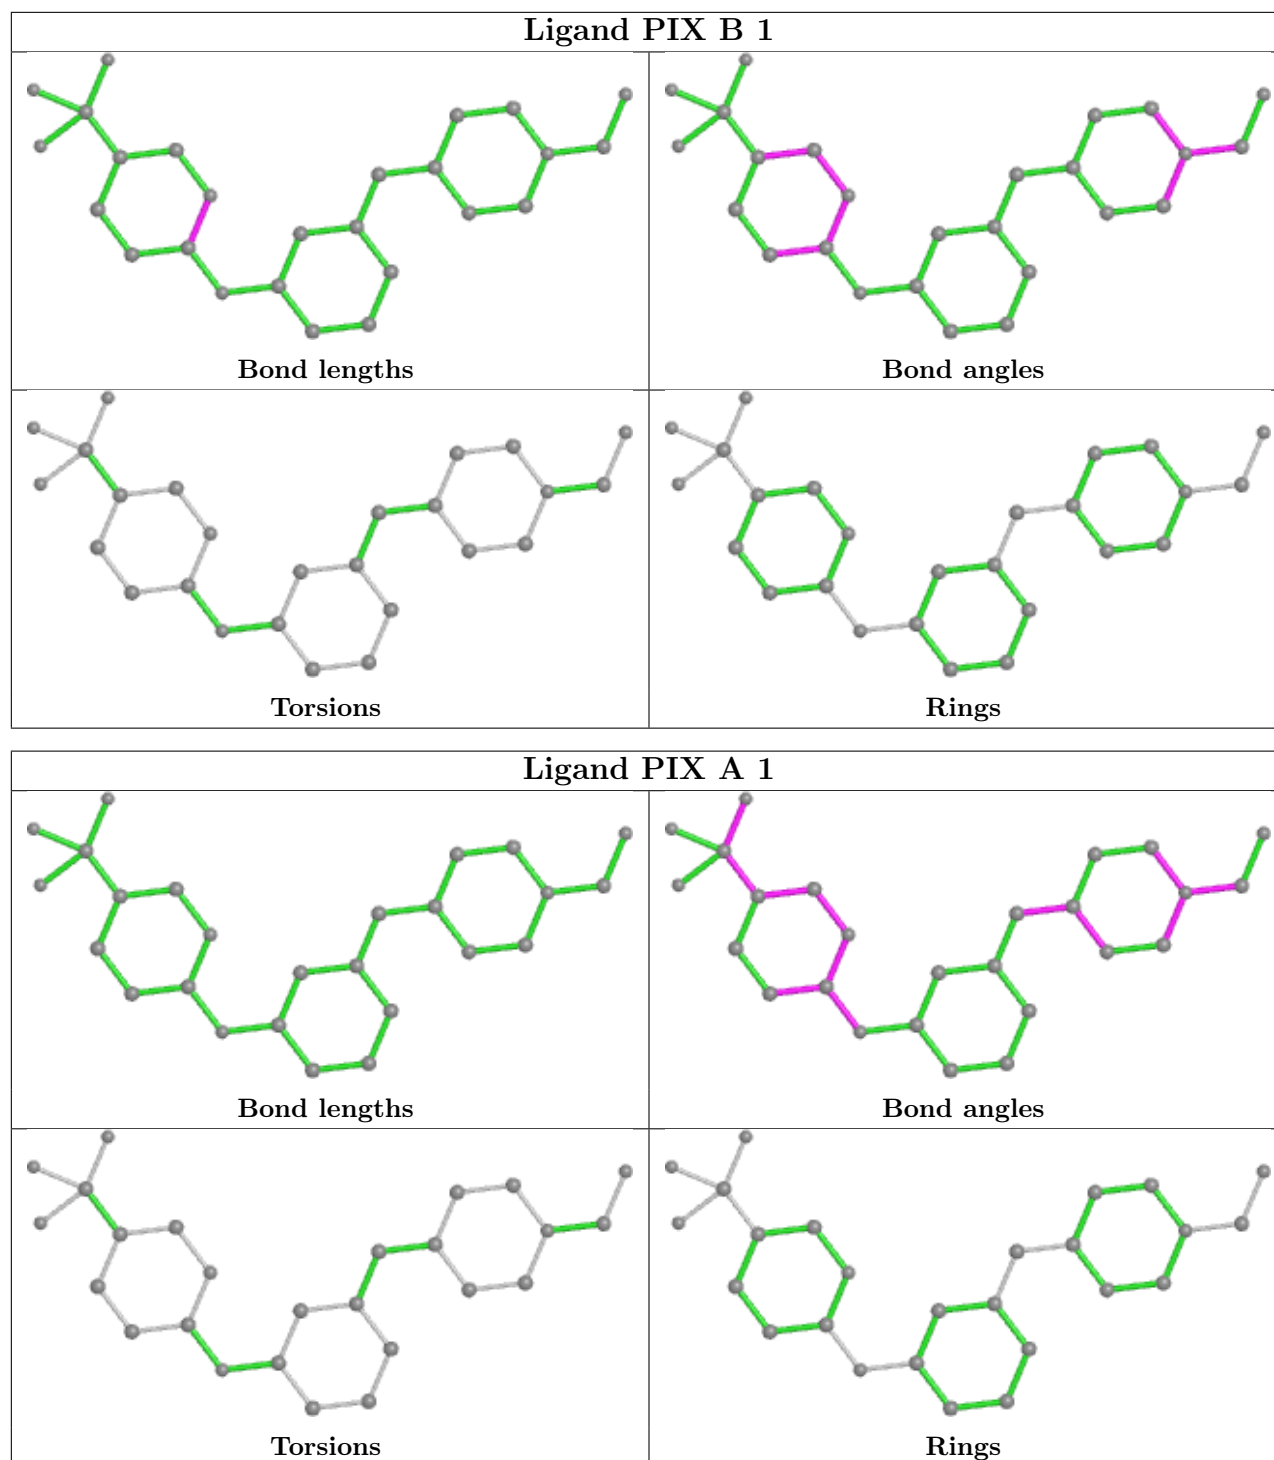 Ligand PIX B 1
Bond lengths
Bond angles
Torsions
Rings
Ligand PIX A 1
Bond lengths
Bond angles
Torsions
Rings